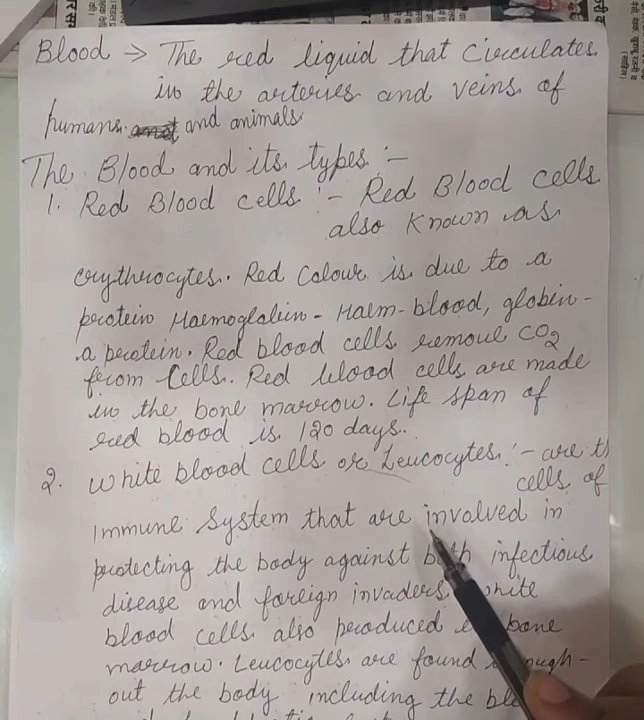 Blood → The red liquid that circulates
in the arteries and veins of
humans and animals
The Blood and its types :-
1. Red Blood cells :- Red Blood cells
also known as
erythrocytes. Red Colour is due to a
protein Haemoglobin - Haem-blood, globin-
a protein. Red blood cells remove CO2
from Cells. Red blood cells are made
in the bone marrow. Life span of
red blood is 120 days.
2. White blood cells or Leucocytes :- are th
cells of
Immune System that are involved in
protecting the body against both infectious
disease and foreign invaders. white
blood cells also produced bone
marrow. Leucocytes are found
out the body including the blo